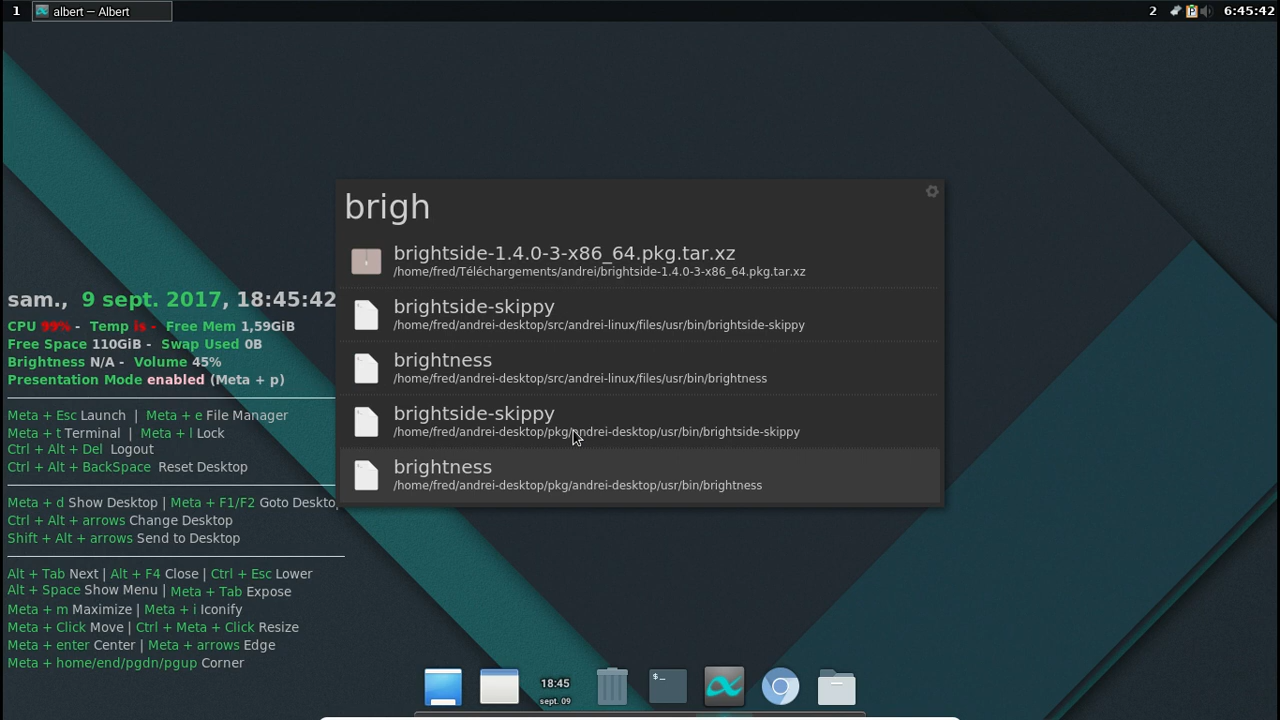 1 albert — Albert 2 6:45:42
brigh
brightside-1.4.0-3-x86_64.pkg.tar.xz
/home/fred/Téléchargements/andrei/brightside-1.4.0-3-x86_64.pkg.tar.xz
brightside-skippy
/home/fred/andrei-desktop/src/andrei-linux/files/usr/bin/brightside-skippy
brightness
/home/fred/andrei-desktop/src/andrei-linux/files/usr/bin/brightness
brightside-skippy
/home/fred/andrei-desktop/pkg/andrei-desktop/usr/bin/brightside-skippy
brightness
/home/fred/andrei-desktop/pkg/andrei-desktop/usr/bin/brightness
sam., 9 sept. 2017, 18:45:42
CPU 99% - Temp is - Free Mem 1,59GiB
Free Space 110GiB - Swap Used 0B
Brightness N/A - Volume 45%
Presentation Mode enabled (Meta + p)
Meta + Esc Launch | Meta + e File Manager
Meta + t Terminal | Meta + l Lock
Ctrl + Alt + Del Logout
Ctrl + Alt + BackSpace Reset Desktop
Meta + d Show Desktop | Meta + F1/F2 Goto Deskto
Ctrl + Alt + arrows Change Desktop
Shift + Alt + arrows Send to Desktop
Alt + Tab Next | Alt + F4 Close | Ctrl + Esc Lower
Alt + Space Show Menu | Meta + Tab Expose
Meta + m Maximize | Meta + i Iconify
Meta + Click Move | Ctrl + Meta + Click Resize
Meta + enter Center | Meta + arrows Edge
Meta + home/end/pgdn/pgup Corner
18:45
sept. 09
$_